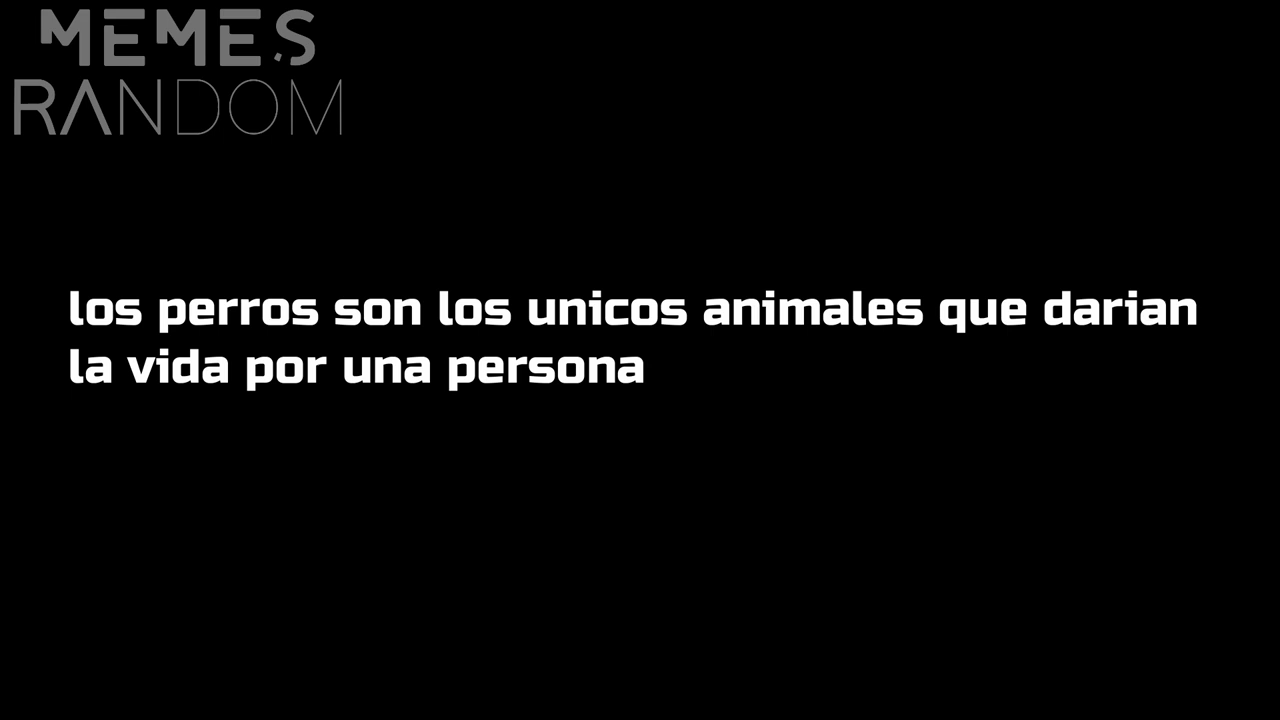 MEMES
RANDOM
los perros son los unicos animales que darian
la vida por una persona